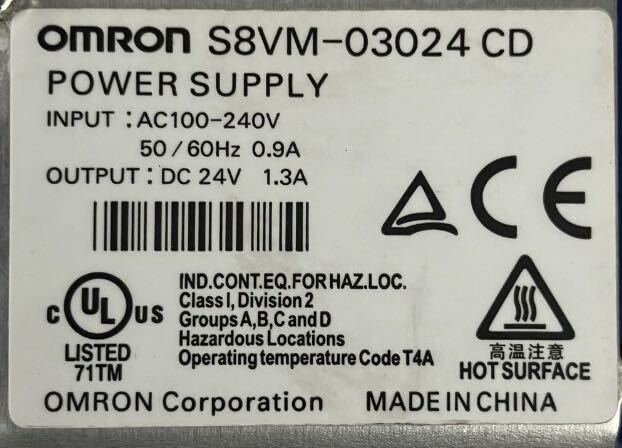 OMRON S8VM-03024 CD
POWER SUPPLY
INPUT : AC100-240V
50 / 60Hz 0.9A
OUTPUT : DC 24V 1.3A
CE
C UL US
LISTED
71TM
IND.CONT.EQ.FOR HAZ.LOC.
Class I, Division 2
Groups A,B,C and D
Hazardous Locations
Operating temperature Code T4A
高温注意
HOT SURFACE
OMRON Corporation MADE IN CHINA